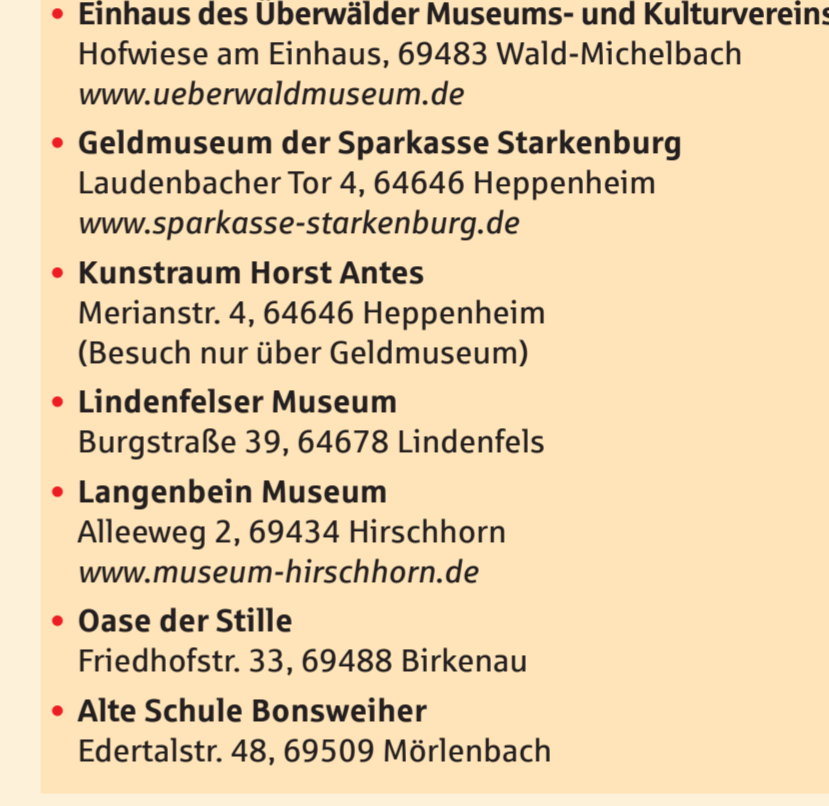 • Einhaus des Überwälder Museums- und Kulturvereins
Hofwiese am Einhaus, 69483 Wald-Michelbach
www.ueberwaldmuseum.de
• Geldmuseum der Sparkasse Starkenburg
Laudenbacher Tor 4, 64646 Heppenheim
www.sparkasse-starkenburg.de
• Kunstraum Horst Antes
Merianstr. 4, 64646 Heppenheim
(Besuch nur über Geldmuseum)
• Lindenfelser Museum
Burgstraße 39, 64678 Lindenfels
• Langenbein Museum
Alleeweg 2, 69434 Hirschhorn
www.museum-hirschhorn.de
• Oase der Stille
Friedhofstr. 33, 69488 Birkenau
• Alte Schule Bonsweiher
Edertalstr. 48, 69509 Mörlenbach